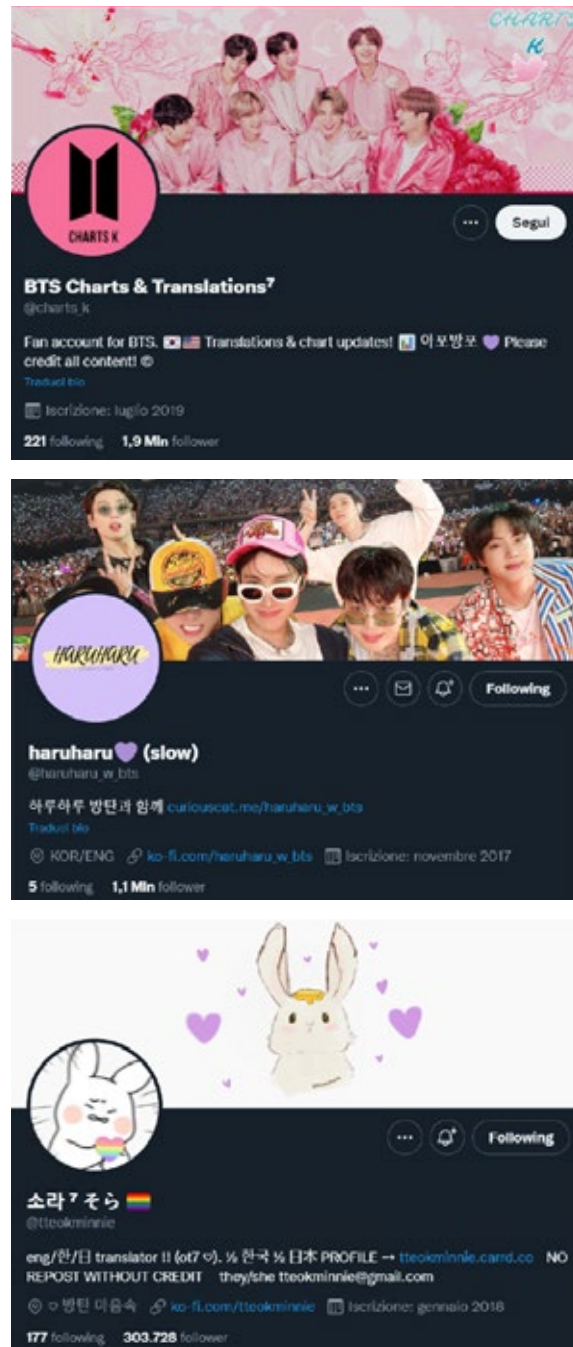 CHARTS
K
CHARTS K
Segui
BTS Charts & Translations⁷
@charts_k
Fan account for BTS. 🇰🇷🇺🇸 Translations & chart updates! 📊 이포방포 💜 Please
credit all content! ©
Traduci bio
Iscrizione: luglio 2019
221 following 1,9 Mln follower
HARUHARU
Following
haruharu💜 (slow)
@haruharu_w_bts
하루하루 방탄과 함께 curiouscat.me/haruharu_w_bts
Traduci bio
KOR/ENG ko-fi.com/haruharu_w_bts Iscrizione: novembre 2017
5 following 1,1 Mln follower
Following
소라⁷ そら 🏳️‍🌈
@tteokminnie
eng/한/日 translator !! (ot7 ♡). ½ 한국 ½ 日本 PROFILE → tteokminnie.carrd.co NO
REPOST WITHOUT CREDIT they/she tteokminnie@gmail.com
♡방탄 마음속 ko-fi.com/tteokminnie Iscrizione: gennaio 2018
177 following 303.728 follower